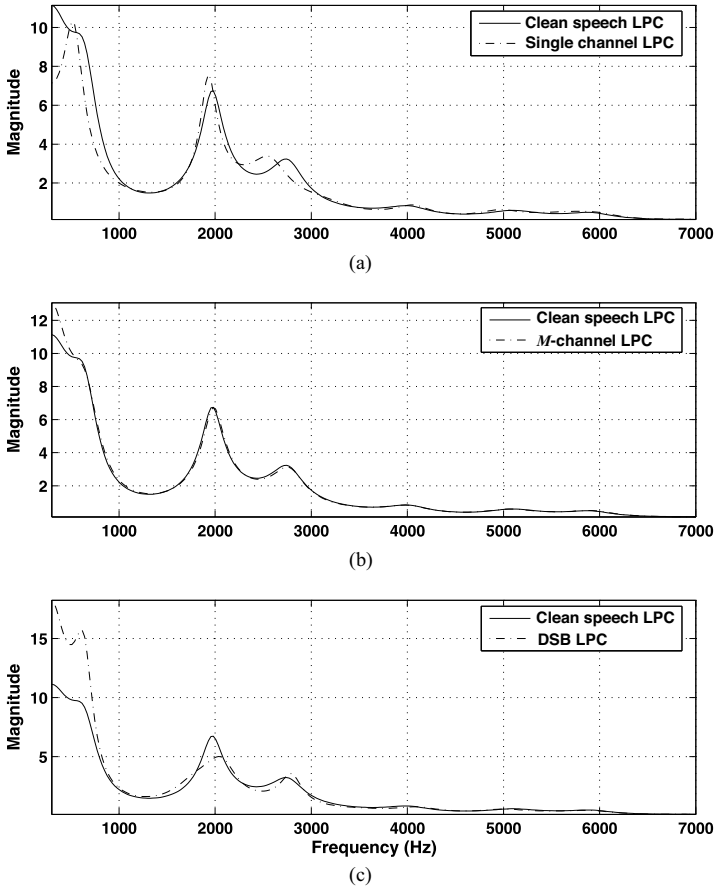 Magnitude
10
8
6
4
2
Clean speech LPC
Single channel LPC
1000 2000 3000 4000 5000 6000 7000
(a)
Magnitude
12
10
8
6
4
2
Clean speech LPC
M-channel LPC
1000 2000 3000 4000 5000 6000 7000
(b)
Magnitude
15
10
5
Clean speech LPC
DSB LPC
1000 2000 3000 4000 5000 6000 7000
Frequency (Hz)
(c)